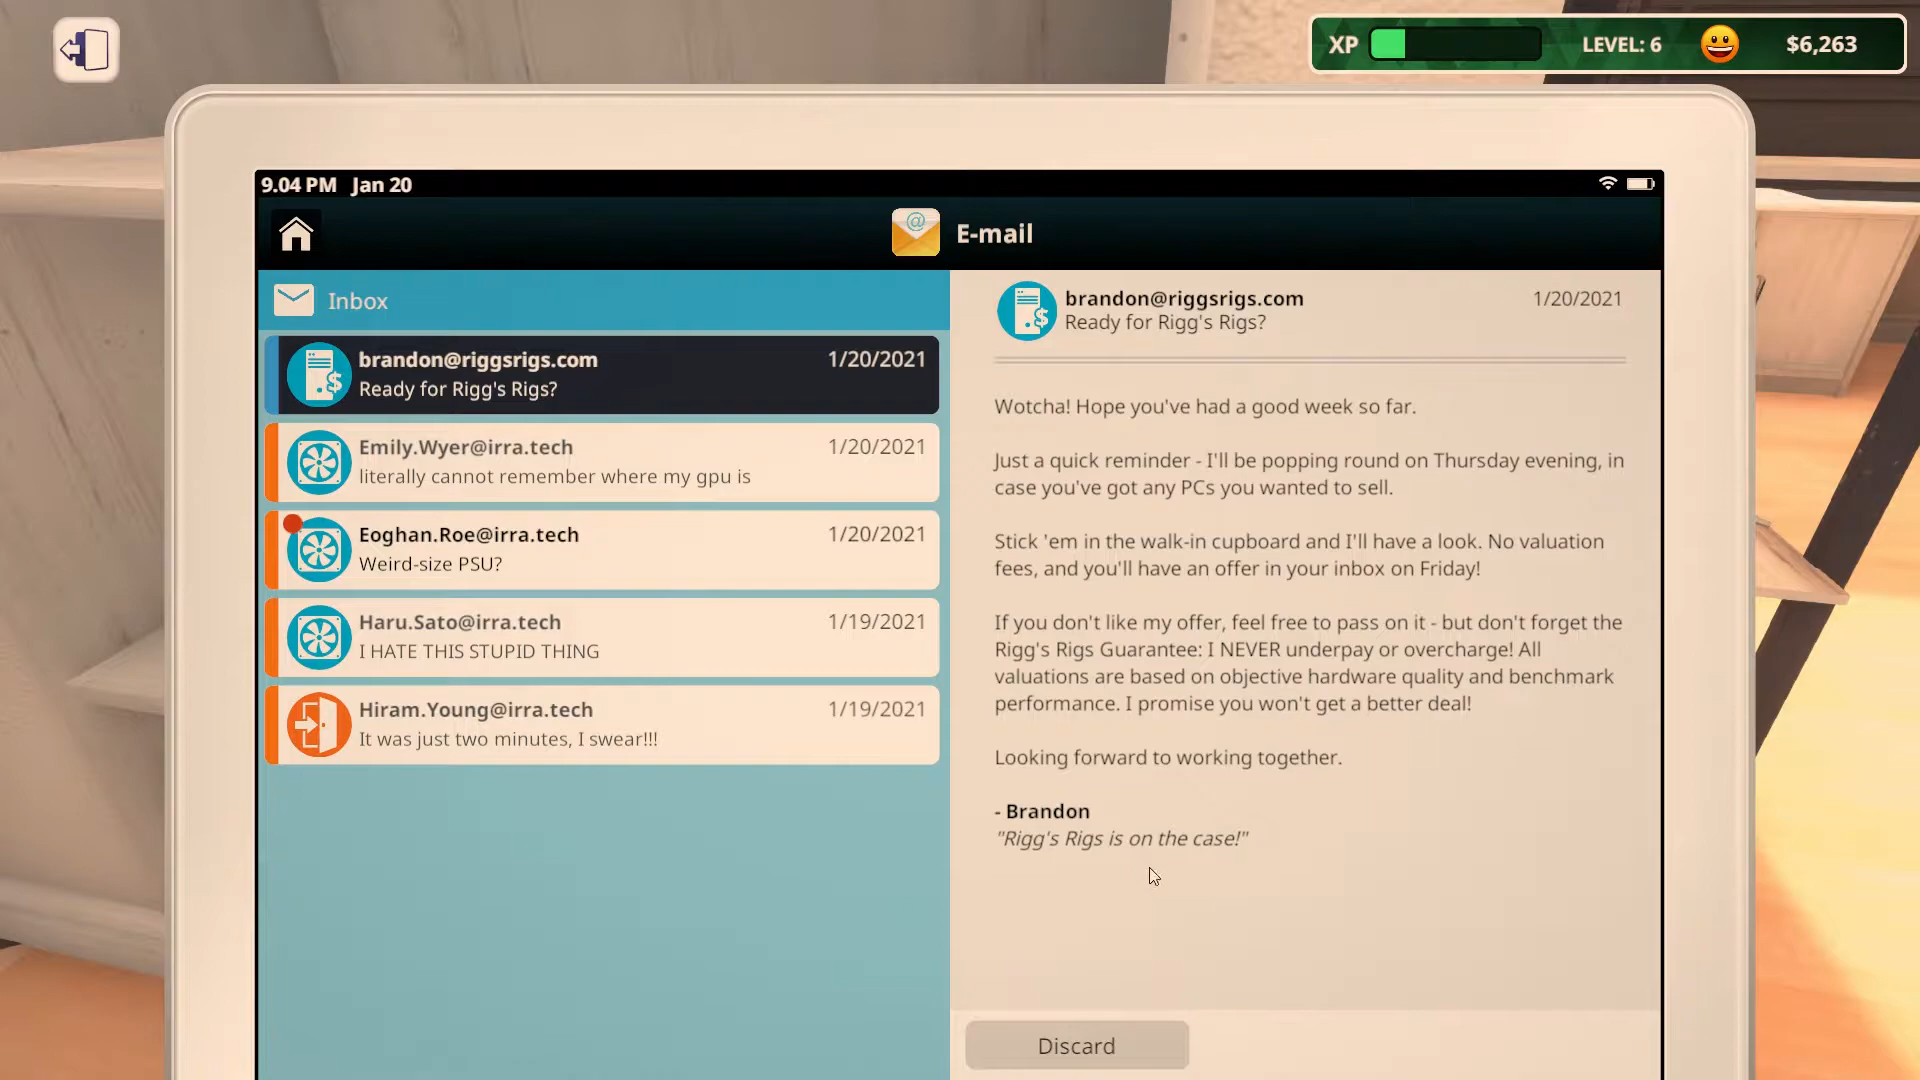 XP LEVEL: 6 $6,263
9.04 PM Jan 20
E-mail
Inbox
brandon@riggsrigs.com 1/20/2021
Ready for Rigg's Rigs?
Emily.Wyer@irra.tech 1/20/2021
literally cannot remember where my gpu is
Eoghan.Roe@irra.tech 1/20/2021
Weird-size PSU?
Haru.Sato@irra.tech 1/19/2021
I HATE THIS STUPID THING
Hiram.Young@irra.tech 1/19/2021
It was just two minutes, I swear!!!
brandon@riggsrigs.com 1/20/2021
Ready for Rigg's Rigs?
Wotcha! Hope you've had a good week so far.
Just a quick reminder - I'll be popping round on Thursday evening, in
case you've got any PCs you wanted to sell.
Stick 'em in the walk-in cupboard and I'll have a look. No valuation
fees, and you'll have an offer in your inbox on Friday!
If you don't like my offer, feel free to pass on it - but don't forget the
Rigg's Rigs Guarantee: I NEVER underpay or overcharge! All
valuations are based on objective hardware quality and benchmark
performance. I promise you won't get a better deal!
Looking forward to working together.
- Brandon
"Rigg's Rigs is on the case!"
Discard